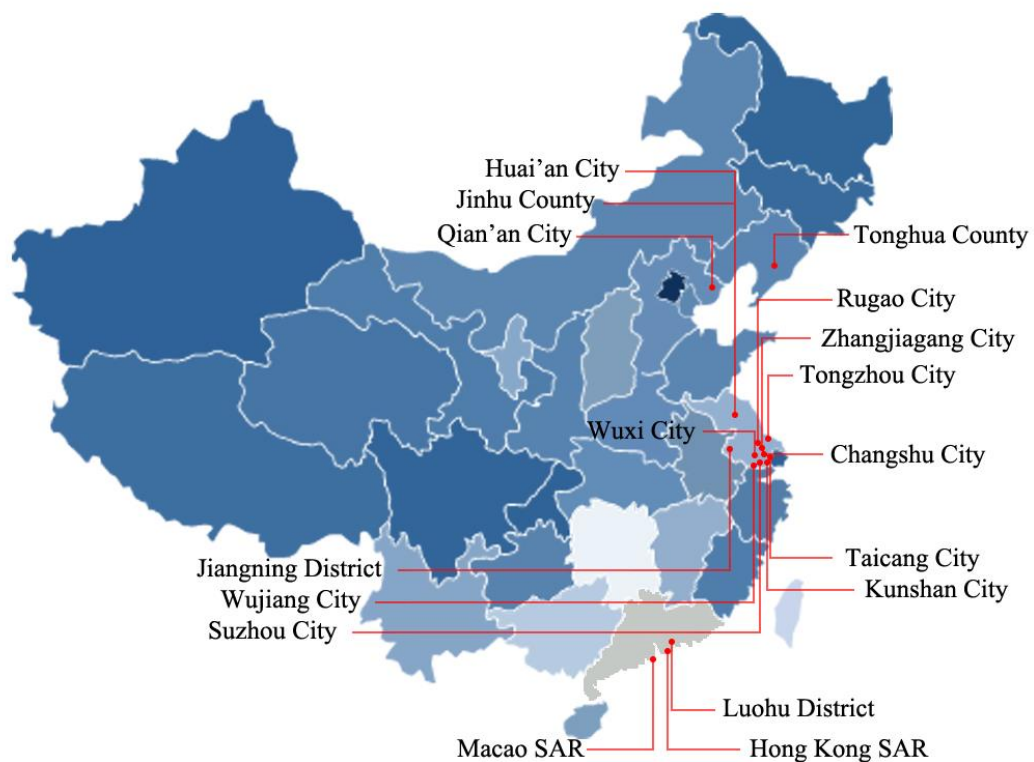 Huai’an City
Jinhu County
Qian’an City
Tonghua County
Rugao City
Zhangjiagang City
Tongzhou City
Wuxi City
Changshu City
Jiangning District
Taicang City
Wujiang City
Kunshan City
Suzhou City
Luohu District
Macao SAR
Hong Kong SAR